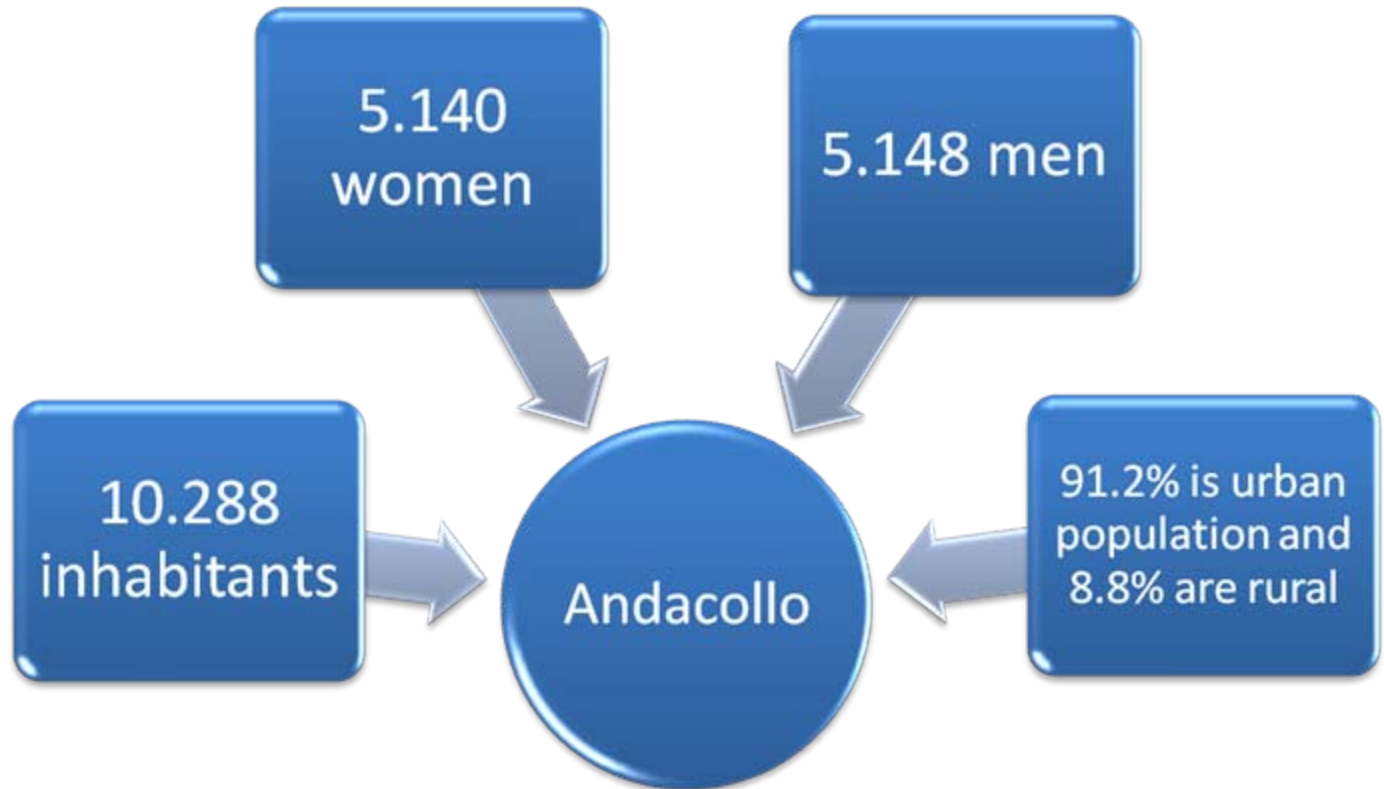 5.140
women
5.148 men
10.288
inhabitants
91.2% is urban
population and
8.8% are rural
Andacollo